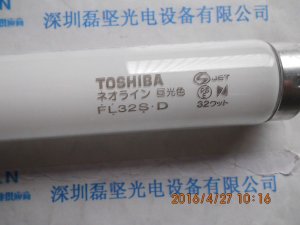 深圳磊坚光电设备有限公司
TOSHIBA
ネオライン 昼光色
FL32S·D
JET
32ワット
深圳磊坚光电设备有限公司
2016/4/27 10:16